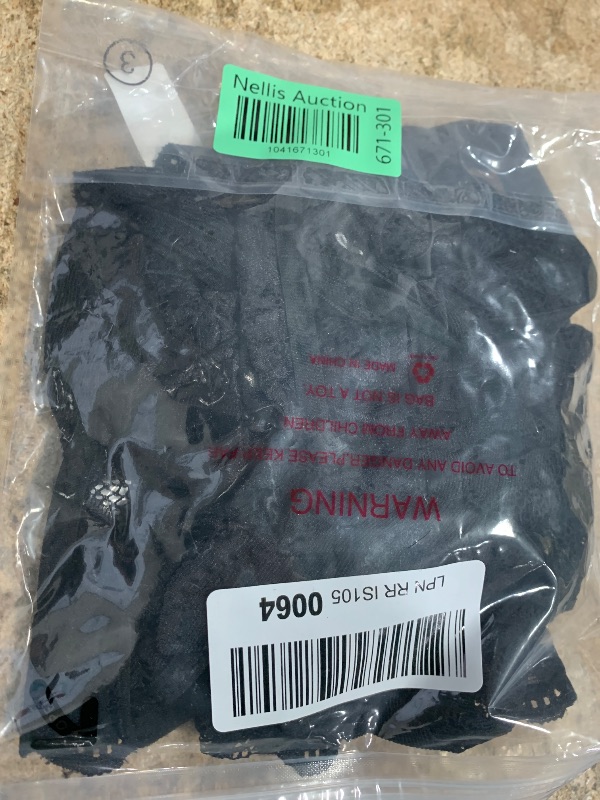 3
Nellis Auction
1041671301
671-301
WARNING
TO AVOID ANY DANGER,PLEASE KEEP
AWAY FROM CHILDREN.
BAG IS NOT A TOY
MADE IN CHINA
LPN RR IS105 0064